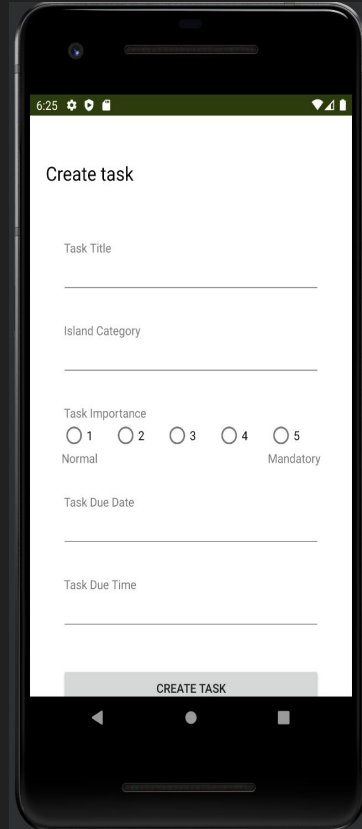 6:25
Create task
Task Title
Island Category
Task Importance
1 2 3 4 5
Normal Mandatory
Task Due Date
Task Due Time
CREATE TASK